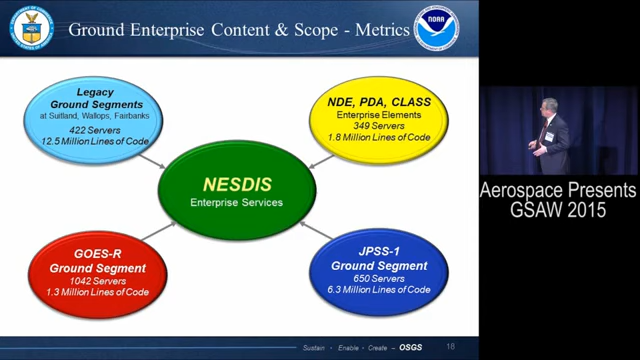 Ground Enterprise Content & Scope - Metrics
NOAA
Legacy
Ground Segments
at Suitland, Wallops, Fairbanks
422 Servers
12.5 Million Lines of Code
NDE, PDA, CLASS
Enterprise Elements
349 Servers
1.8 Million Lines of Code
NESDIS
Enterprise Services
GOES-R
Ground Segment
1042 Servers
1.3 Million Lines of Code
JPSS-1
Ground Segment
650 Servers
6.3 Million Lines of Code
Sustain • Enable • Create – OSGS
18
Aerospace Presents
GSAW 2015